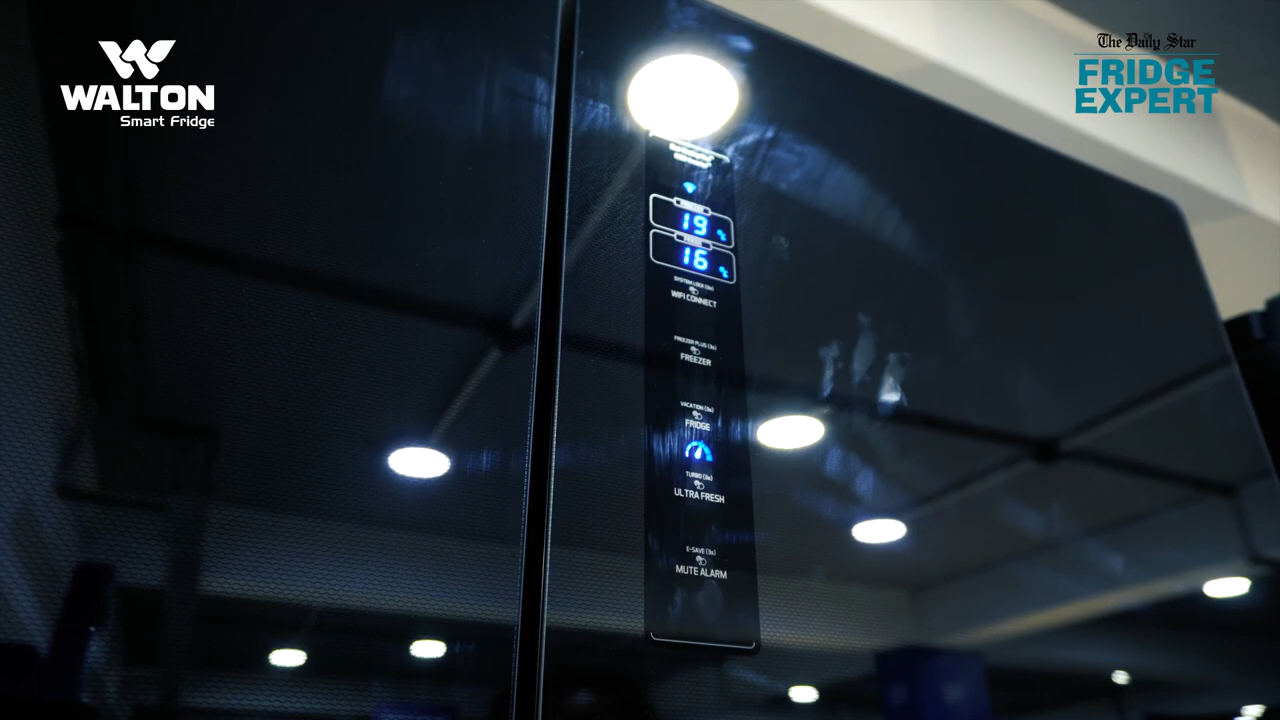 WALTON
Smart Fridge
The Daily Star
FRIDGE
EXPERT
19 °C
16 °C
SYSTEM LOCK (3s)
WIFI CONNECT
FREEZER PLUS (3s)
FREEZER
VACATION (3s)
FRIDGE
TURBO (3s)
ULTRA FRESH
E-SAVE (3s)
MUTE ALARM